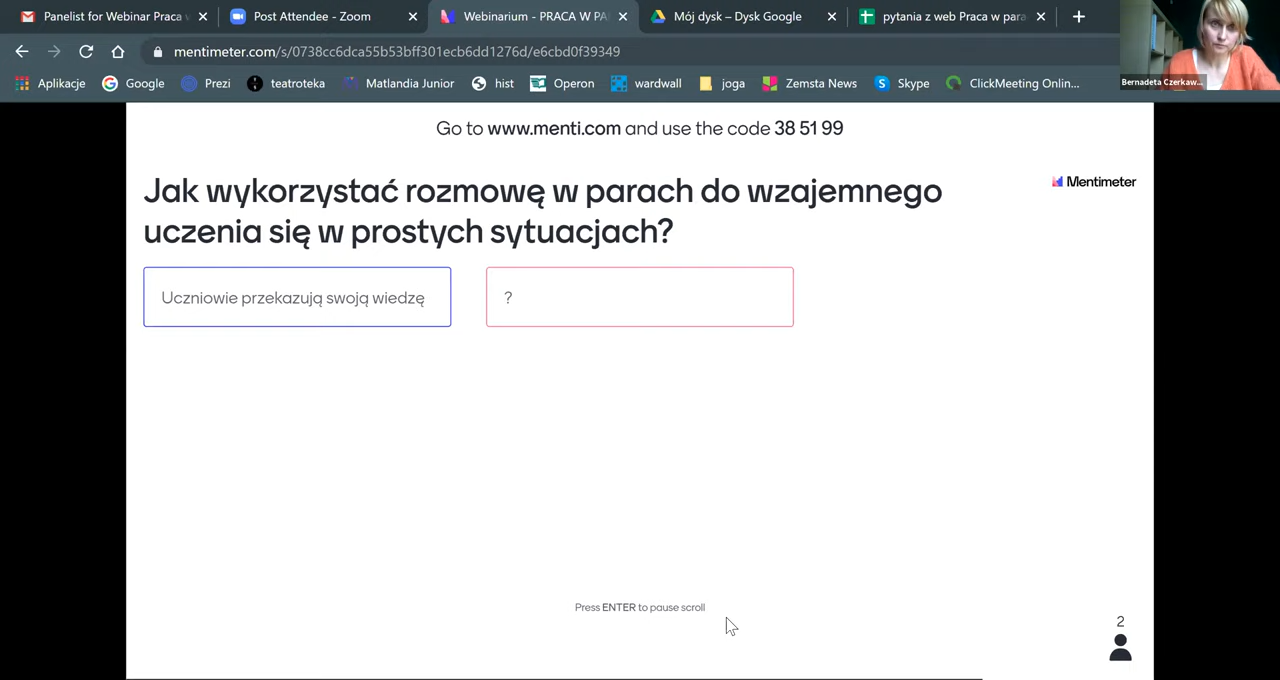 Panelist for Webinar Praca w
Post Attendee - Zoom
Webinarium - PRACA W PA
Mój dysk – Dysk Google
pytania z web Praca w para
mentimeter.com/s/0738cc6dca55b53bff301ecb6dd1276d/e6cbd0f39349
Aplikacje
Google
Prezi
teatroteka
Matlandia Junior
hist
Operon
wardwall
joga
Zemsta News
Skype
ClickMeeting Onlin...
Bernadeta Czerkaw...
Go to www.menti.com and use the code 38 51 99
Mentimeter
Jak wykorzystać rozmowę w parach do wzajemnego
uczenia się w prostych sytuacjach?
Uczniowie przekazują swoją wiedzę
?
Press ENTER to pause scroll
2